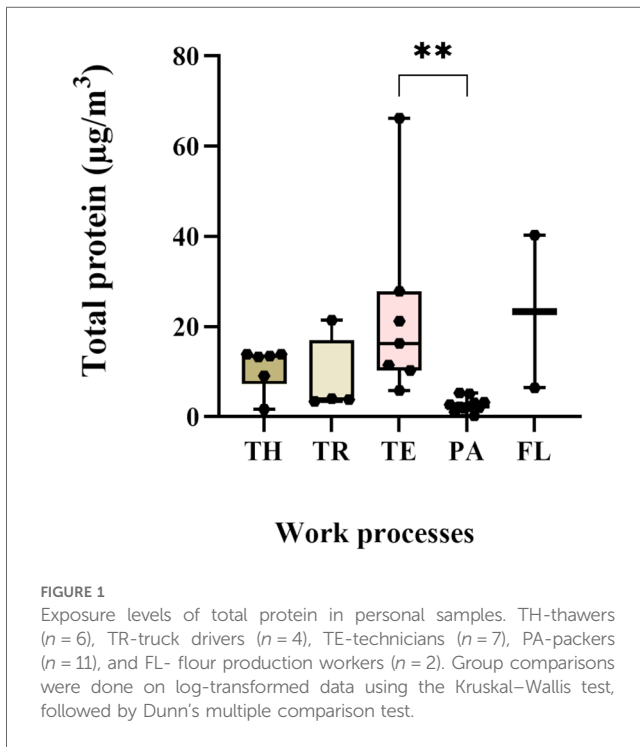 **
80
60
40
20
0
Total protein (µg/m³)
TH TR TE PA FL
Work processes
FIGURE 1
Exposure levels of total protein in personal samples. TH-thawers
(n = 6), TR-truck drivers (n = 4), TE-technicians (n = 7), PA-packers
(n = 11), and FL- flour production workers (n = 2). Group comparisons
were done on log-transformed data using the Kruskal–Wallis test,
followed by Dunn's multiple comparison test.